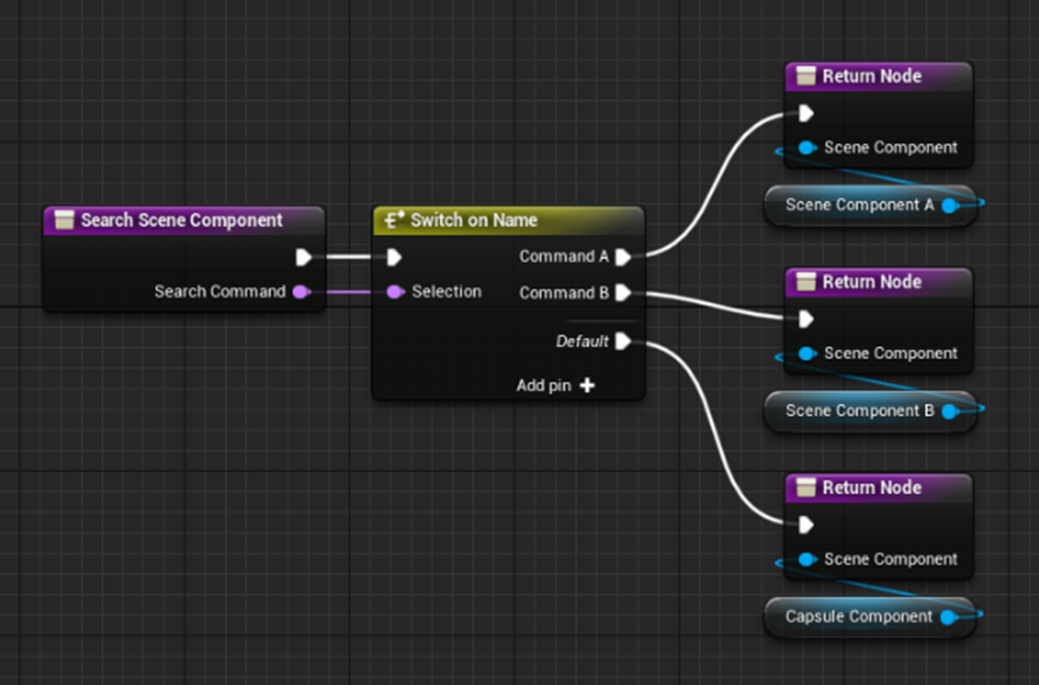 Search Scene Component
Search Command
Switch on Name
Selection
Command A
Command B
Default
Add pin
Return Node
Scene Component
Scene Component A
Return Node
Scene Component
Scene Component B
Return Node
Scene Component
Capsule Component